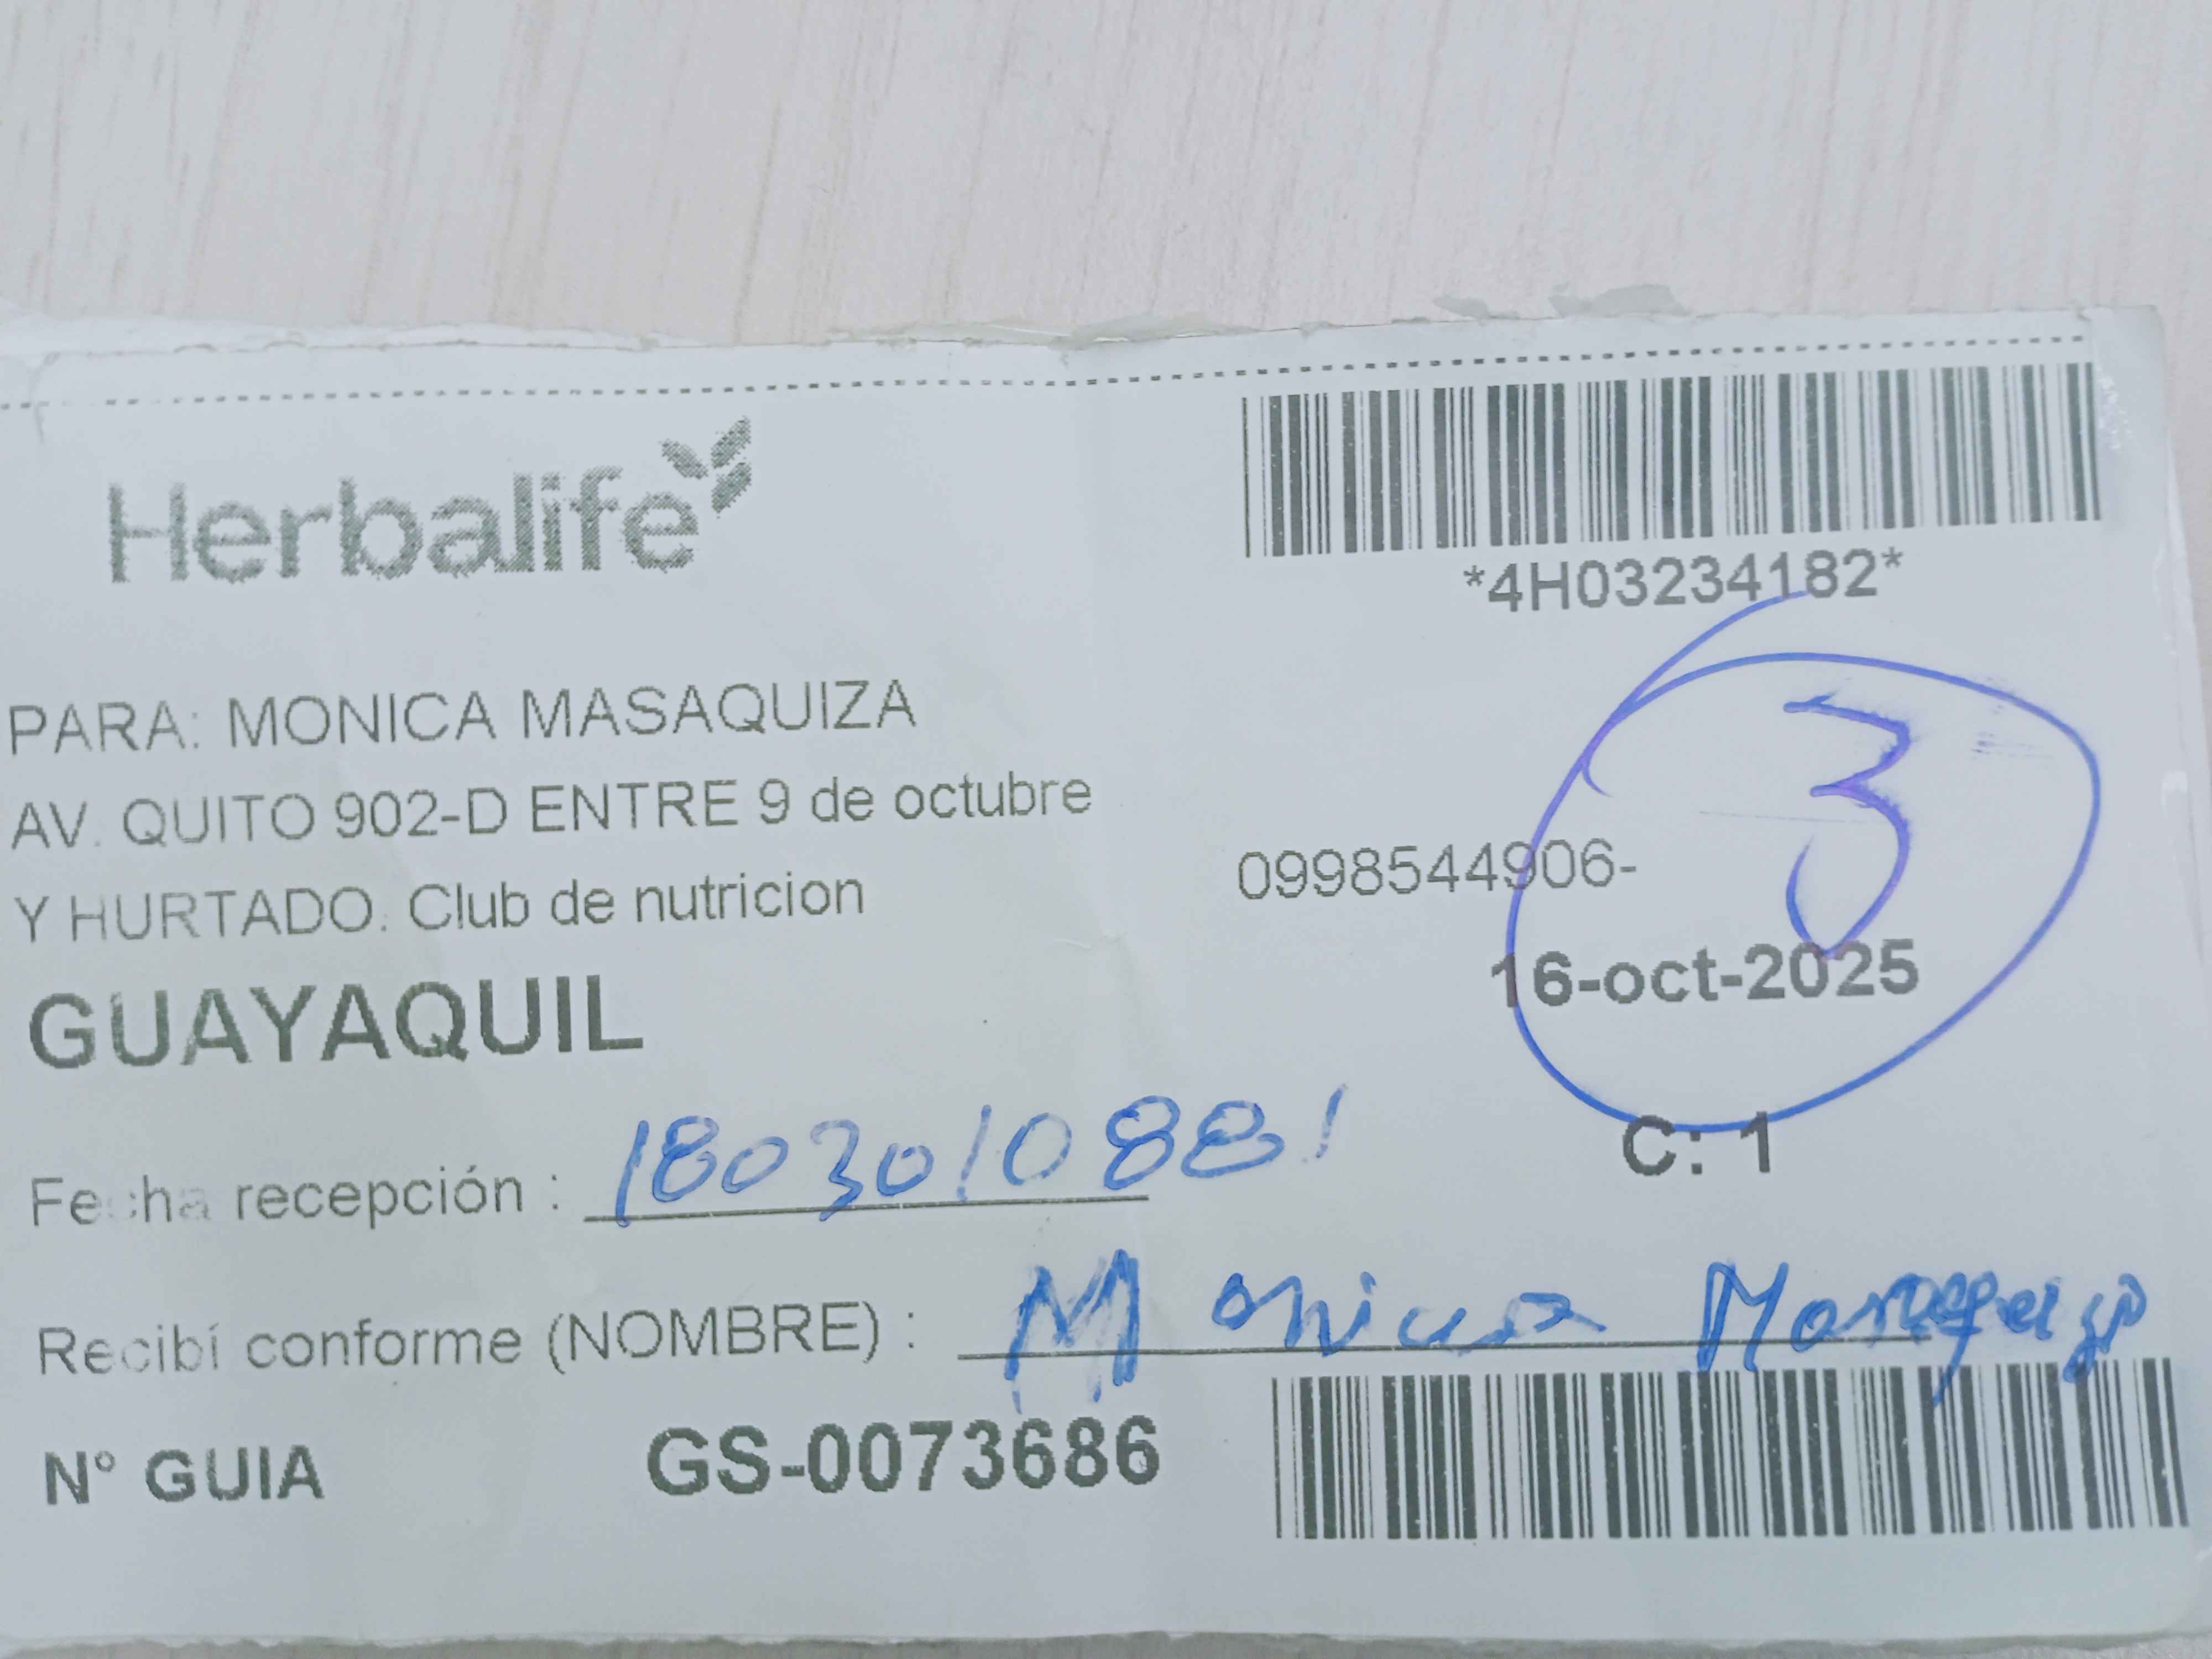 Herbalife
*4H03234182*
PARA: MONICA MASAQUIZA
AV. QUITO 902-D ENTRE 9 de octubre
Y HURTADO. Club de nutricion
3
0998544906-
16-oct-2025
GUAYAQUIL
C: 1
Fecha recepción : 1803010881
Recibí conforme (NOMBRE) : Monica
N° GUIA GS-0073686